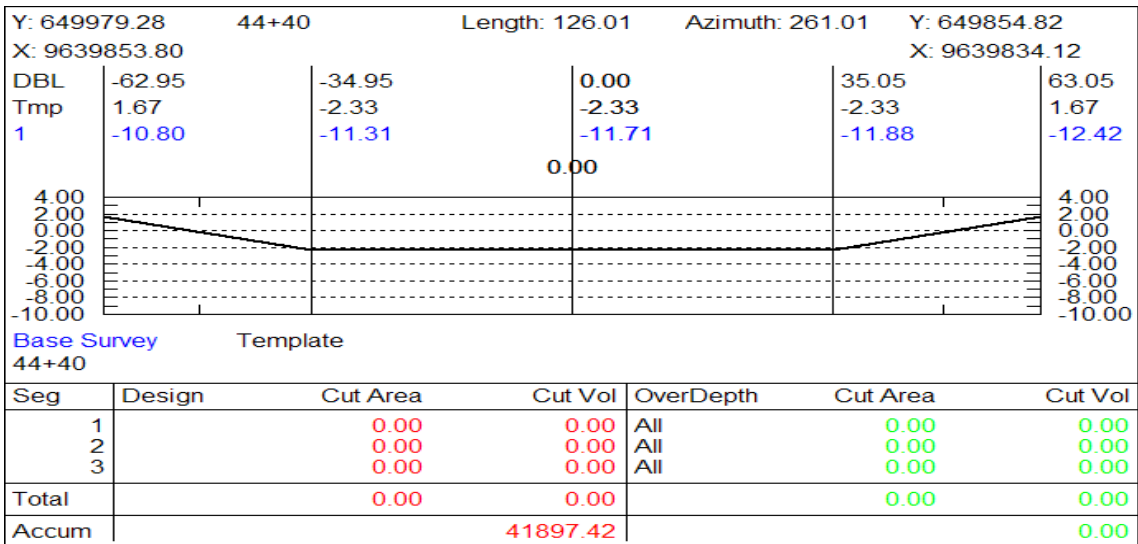 Y: 649979.28 44+40 Length: 126.01 Azimuth: 261.01 Y: 649854.82
X: 9639853.80 X: 9639834.12
DBL -62.95 -34.95 0.00 35.05 63.05
Tmp 1.67 -2.33 -2.33 -2.33 1.67
1 -10.80 -11.31 -11.71 -11.88 -12.42
0.00
4.00 4.00
2.00 2.00
0.00 0.00
-2.00 -2.00
-4.00 -4.00
-6.00 -6.00
-8.00 -8.00
-10.00 -10.00
Base Survey Template
44+40
Seg Design Cut Area Cut Vol OverDepth Cut Area Cut Vol
1 0.00 0.00 All 0.00 0.00
2 0.00 0.00 All 0.00 0.00
3 0.00 0.00 All 0.00 0.00
Total 0.00 0.00 0.00 0.00
Accum 41897.42 0.00